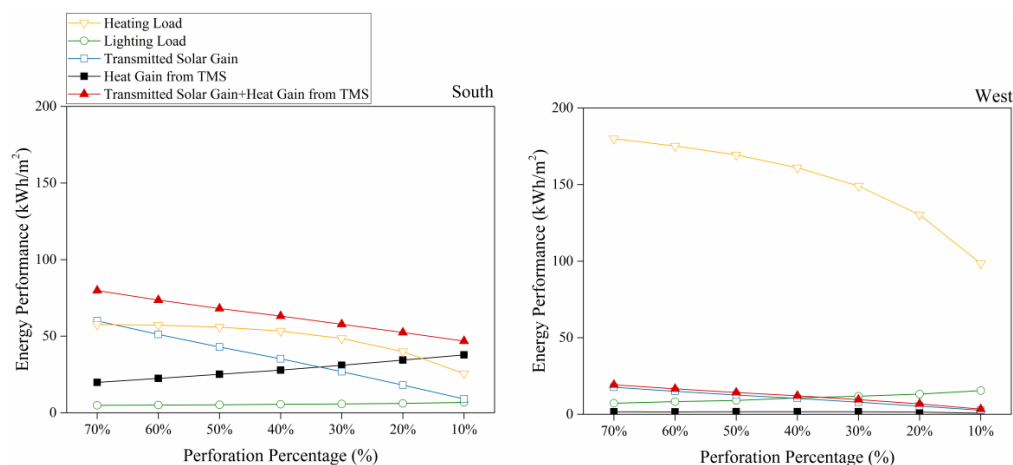 Heating Load
Lighting Load
Transmitted Solar Gain
Heat Gain from TMS
Transmitted Solar Gain+Heat Gain from TMS
South
200
150
100
50
0
Energy Performance (kWh/m²)
70% 60% 50% 40% 30% 20% 10%
Perforation Percentage (%)
West
200
150
100
50
0
Energy Performance (kWh/m²)
70% 60% 50% 40% 30% 20% 10%
Perforation Percentage (%)